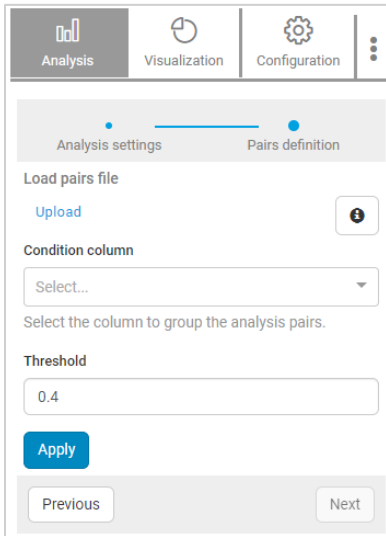 Analysis Visualization Configuration
Analysis settings Pairs definition
Load pairs file
Upload
Condition column
Select...
Select the column to group the analysis pairs.
Threshold
0.4
Apply
Previous Next